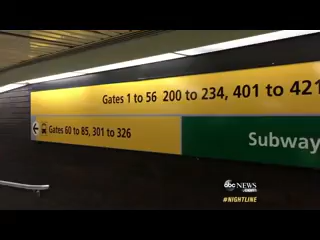 Gates 1 to 56 200 to 234, 401 to 421
Gates 60 to 85, 301 to 326
Subway
abc NEWS
.com
#NIGHTLINE